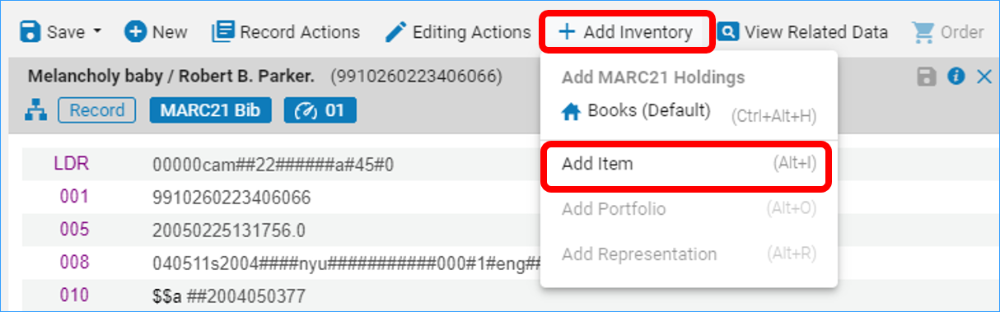 Save New Record Actions Editing Actions + Add Inventory View Related Data Order
Melancholy baby / Robert B. Parker. (9910260223406066)
Record MARC21 Bib 01
Add MARC21 Holdings
Books (Default) (Ctrl+Alt+H)
Add Item (Alt+I)
Add Portfolio (Alt+O)
Add Representation (Alt+R)
LDR 00000cam##22######a#45#0
001 9910260223406066
005 20050225131756.0
008 040511s2004####nyu###########000#1#eng##
010 $$a ##2004050377